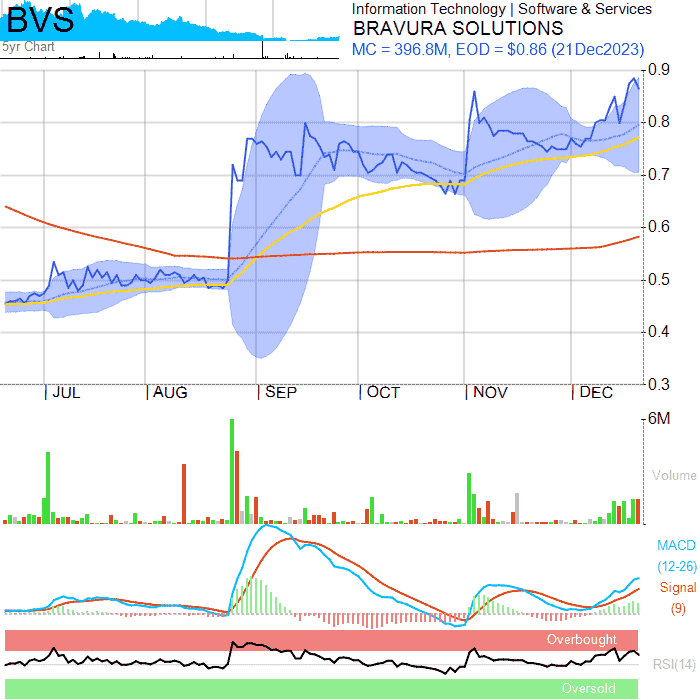 BVS
5yr Chart
Information Technology | Software & Services
BRAVURA SOLUTIONS
MC = 396.8M, EOD = $0.86 (21Dec2023)
0.9
0.8
0.7
0.6
0.5
0.4
0.3
JUL AUG SEP OCT NOV DEC
6M
Volume
MACD
(12-26)
Signal
(9)
Overbought
RSI(14)
Oversold